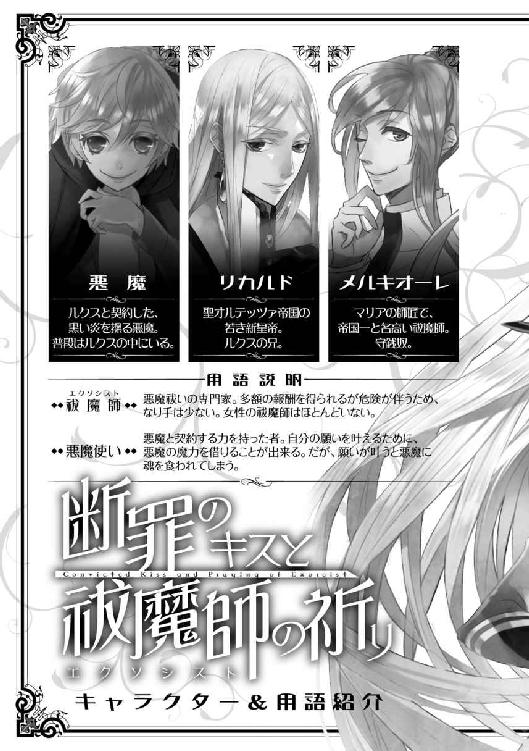 悪魔
ルクスと契約した、
黒い炎を操る悪魔。
普段はルクスの中にいる。
リカルド
聖オルテッツァ帝国の
若き新皇帝。
ルクスの兄。
メルキオーレ
マリアの師匠で、
帝国一と名高い祓魔師。
守銭奴。
用語説明
エクソシスト
祓魔師
悪魔祓いの専門家。多額の報酬を得られるが危険が伴うため、
なり手は少ない。女性の祓魔師はほとんどいない。
悪魔使い
悪魔と契約する力を持った者。自分の願いを叶えるために、
悪魔の魔力を借りることが出来る。だが、願いが叶うと悪魔に
魂を食われてしまう。
断罪のキスと
Convicted Kiss and Praying of Exorcist
祓魔師の祈り
エクソシスト
キャラクター&用語紹介